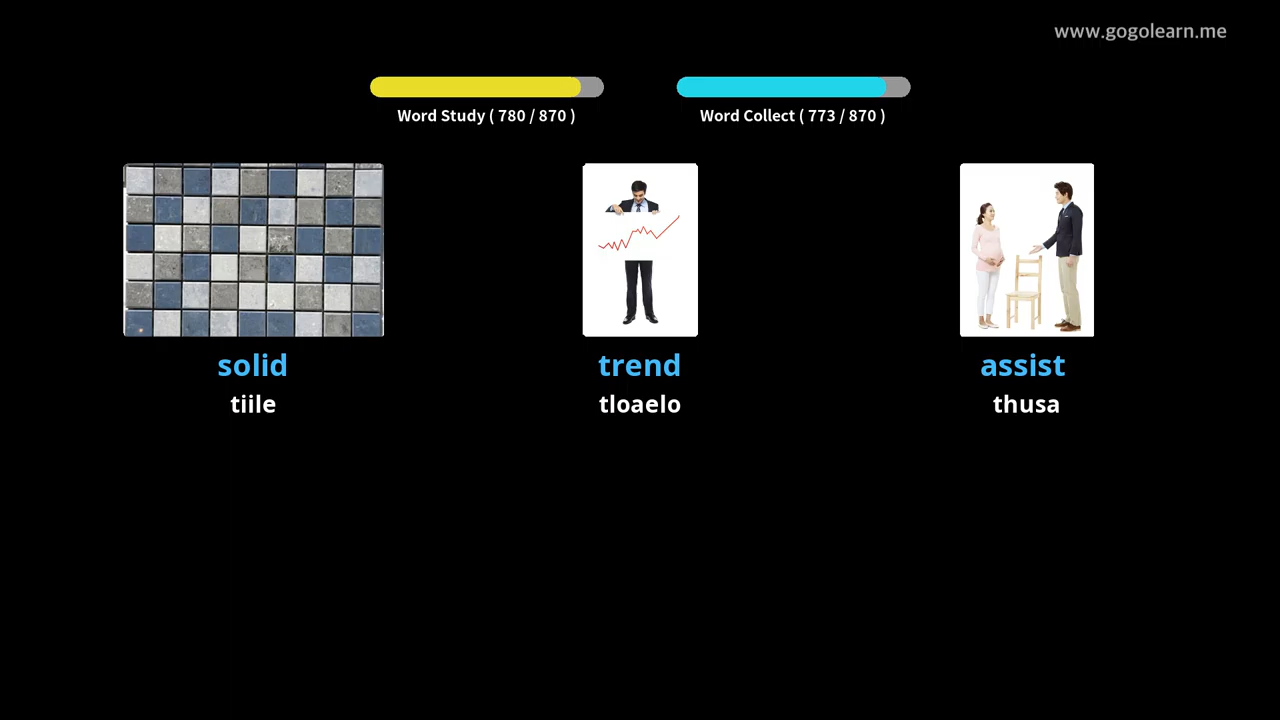 www.gogolearn.me
Word Study ( 780 / 870 )
Word Collect ( 773 / 870 )
solid
trend
assist
tiile
tloaelo
thusa